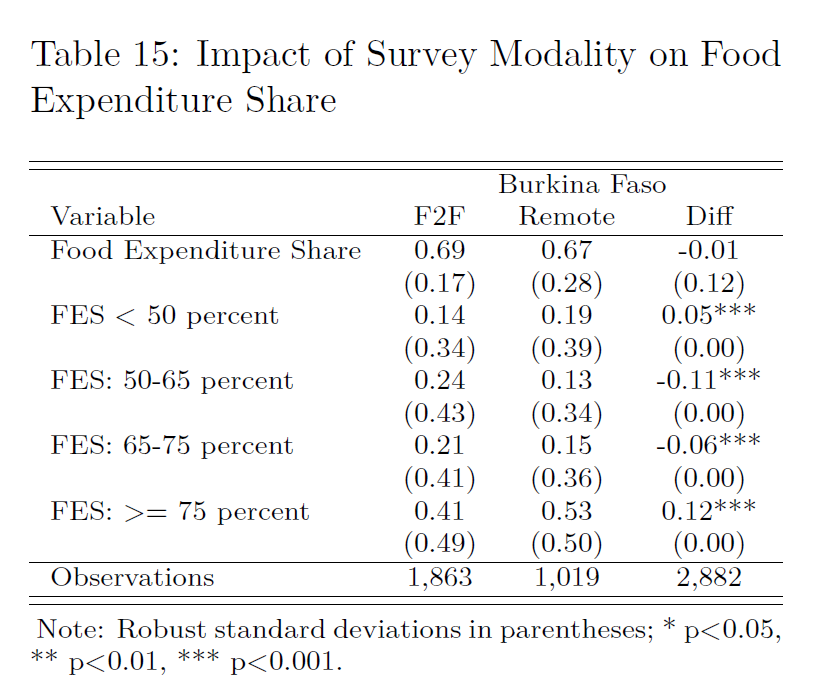 Table 15: Impact of Survey Modality on Food
Expenditure Share
Burkina Faso
Variable F2F Remote Diff
Food Expenditure Share 0.69 0.67 -0.01
(0.17) (0.28) (0.12)
FES < 50 percent 0.14 0.19 0.05***
(0.34) (0.39) (0.00)
FES: 50-65 percent 0.24 0.13 -0.11***
(0.43) (0.34) (0.00)
FES: 65-75 percent 0.21 0.15 -0.06***
(0.41) (0.36) (0.00)
FES: >= 75 percent 0.41 0.53 0.12***
(0.49) (0.50) (0.00)
Observations 1,863 1,019 2,882
Note: Robust standard deviations in parentheses; * p<0.05,
** p<0.01, *** p<0.001.